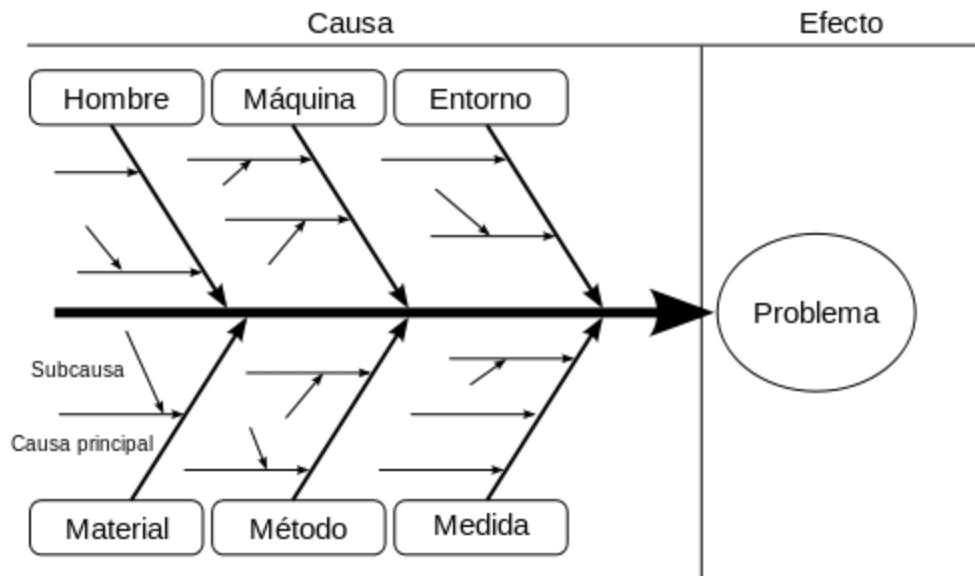 Causa
Efecto
Hombre
Máquina
Entorno
Problema
Subcausa
Causa principal
Material
Método
Medida